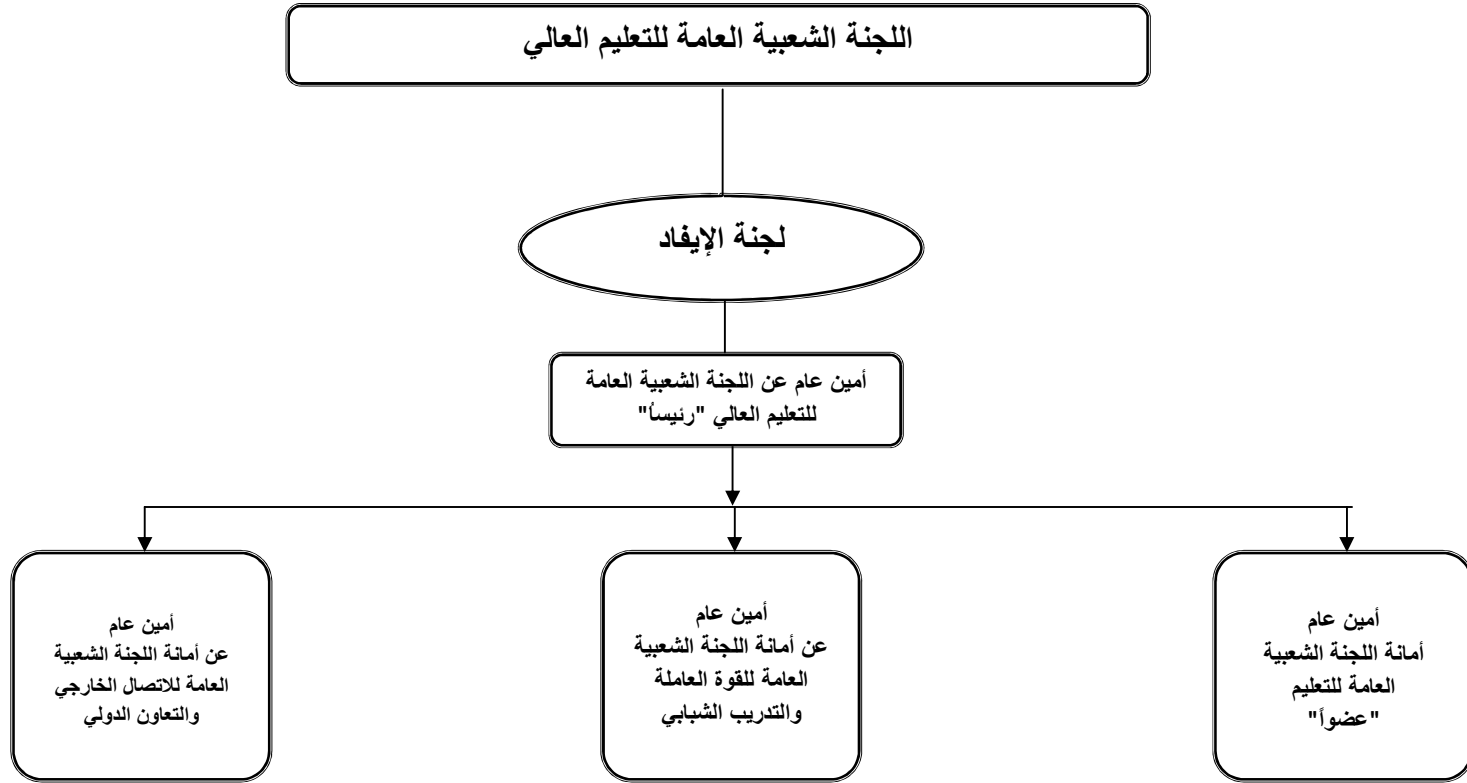 اللجنة الشعبية العامة للتعليم العالي
لجنة الإيفاد
أمين عام عن اللجنة الشعبية العامة
للتعليم العالي "رئيساً"
أمين عام
أمانة اللجنة الشعبية
العامة للتعليم
"عضواً"
أمين عام
عن أمانة اللجنة الشعبية
العامة للقوة العاملة
والتدريب الشبابي
أمين عام
عن أمانة اللجنة الشعبية
العامة للاتصال الخارجي
والتعاون الدولي